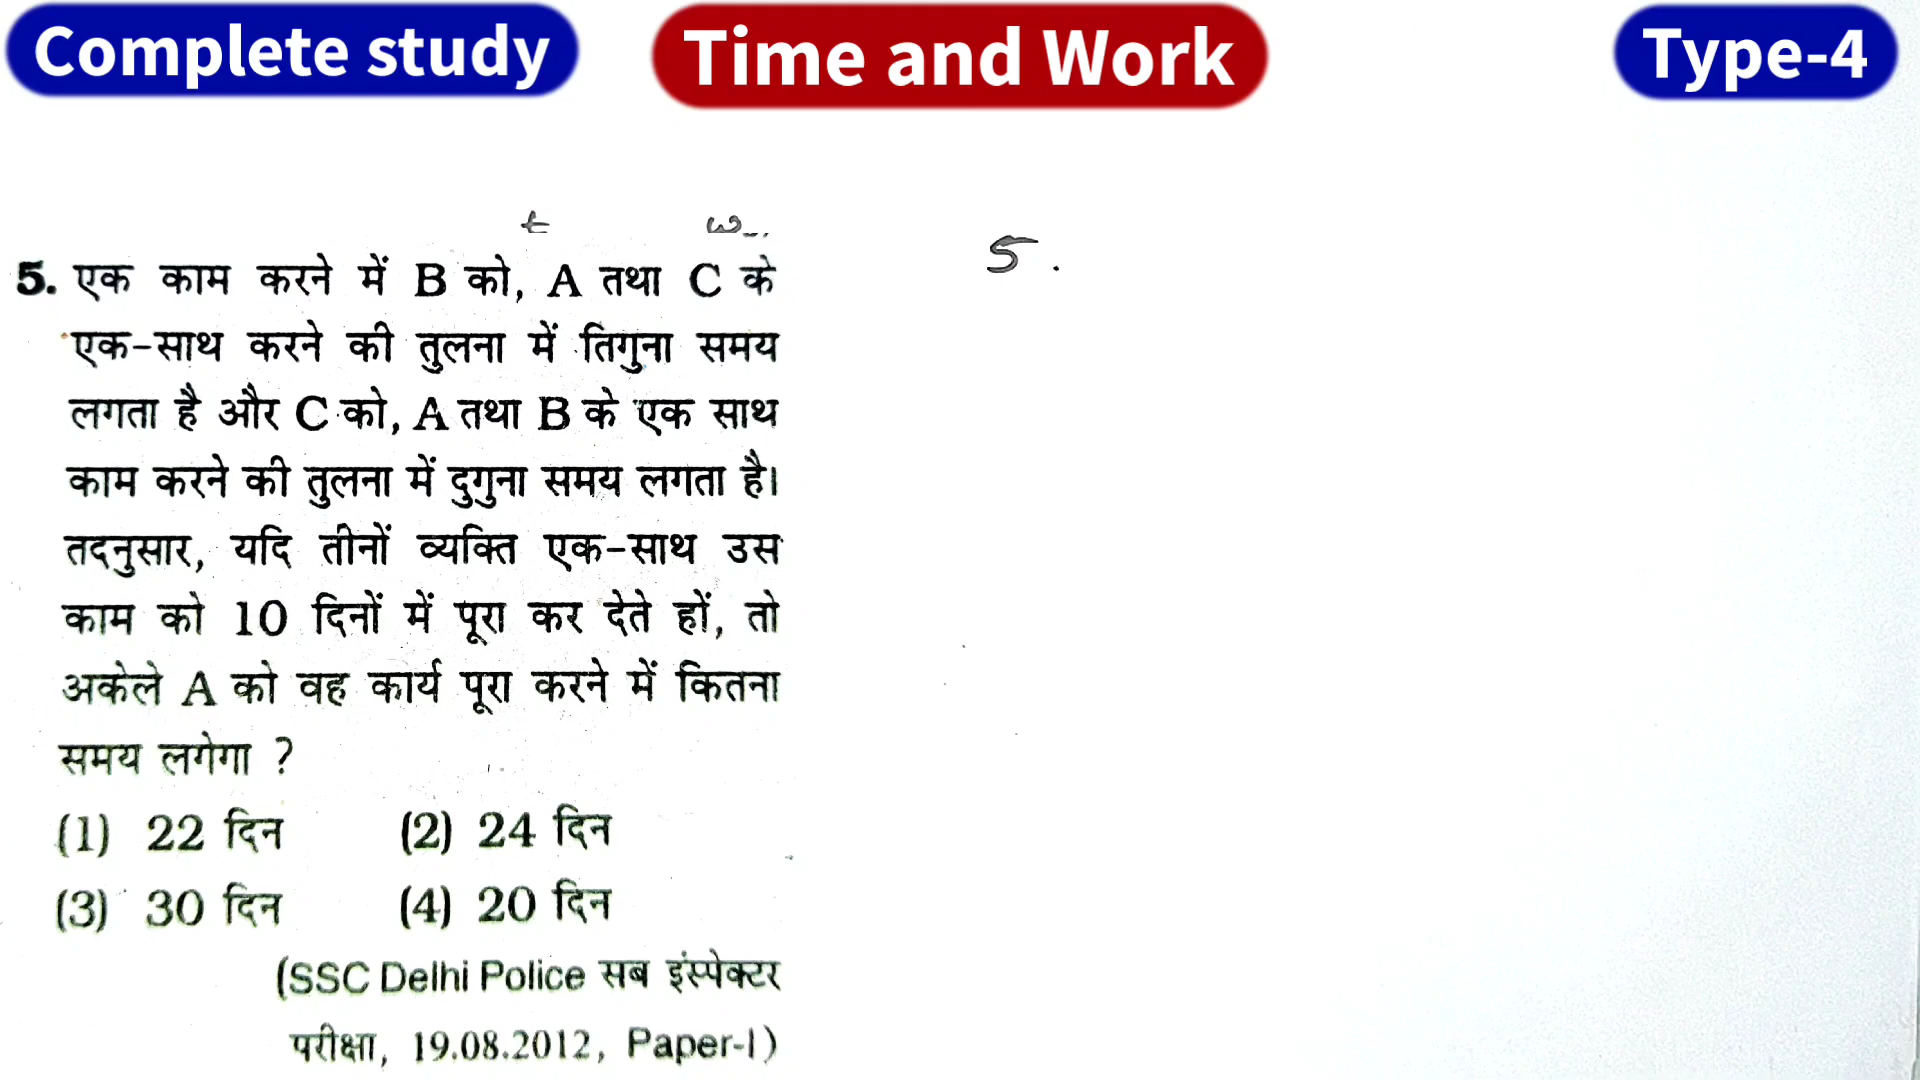 Complete study
Time and Work
Type-4
t
5.
5. एक काम करने में B को, A तथा C के
एक-साथ करने की तुलना में तिगुना समय
लगता है और C को, A तथा B के एक साथ
काम करने की तुलना में दुगुना समय लगता है।
तदनुसार, यदि तीनों व्यक्ति एक-साथ उस
काम को 10 दिनों में पूरा कर देते हों, तो
अकेले A को वह कार्य पूरा करने में कितना
समय लगेगा ?
(1) 22 दिन (2) 24 दिन
(3) 30 दिन (4) 20 दिन
(SSC Delhi Police सब इंस्पेक्टर
परीक्षा, 19.08.2012, Paper-I)